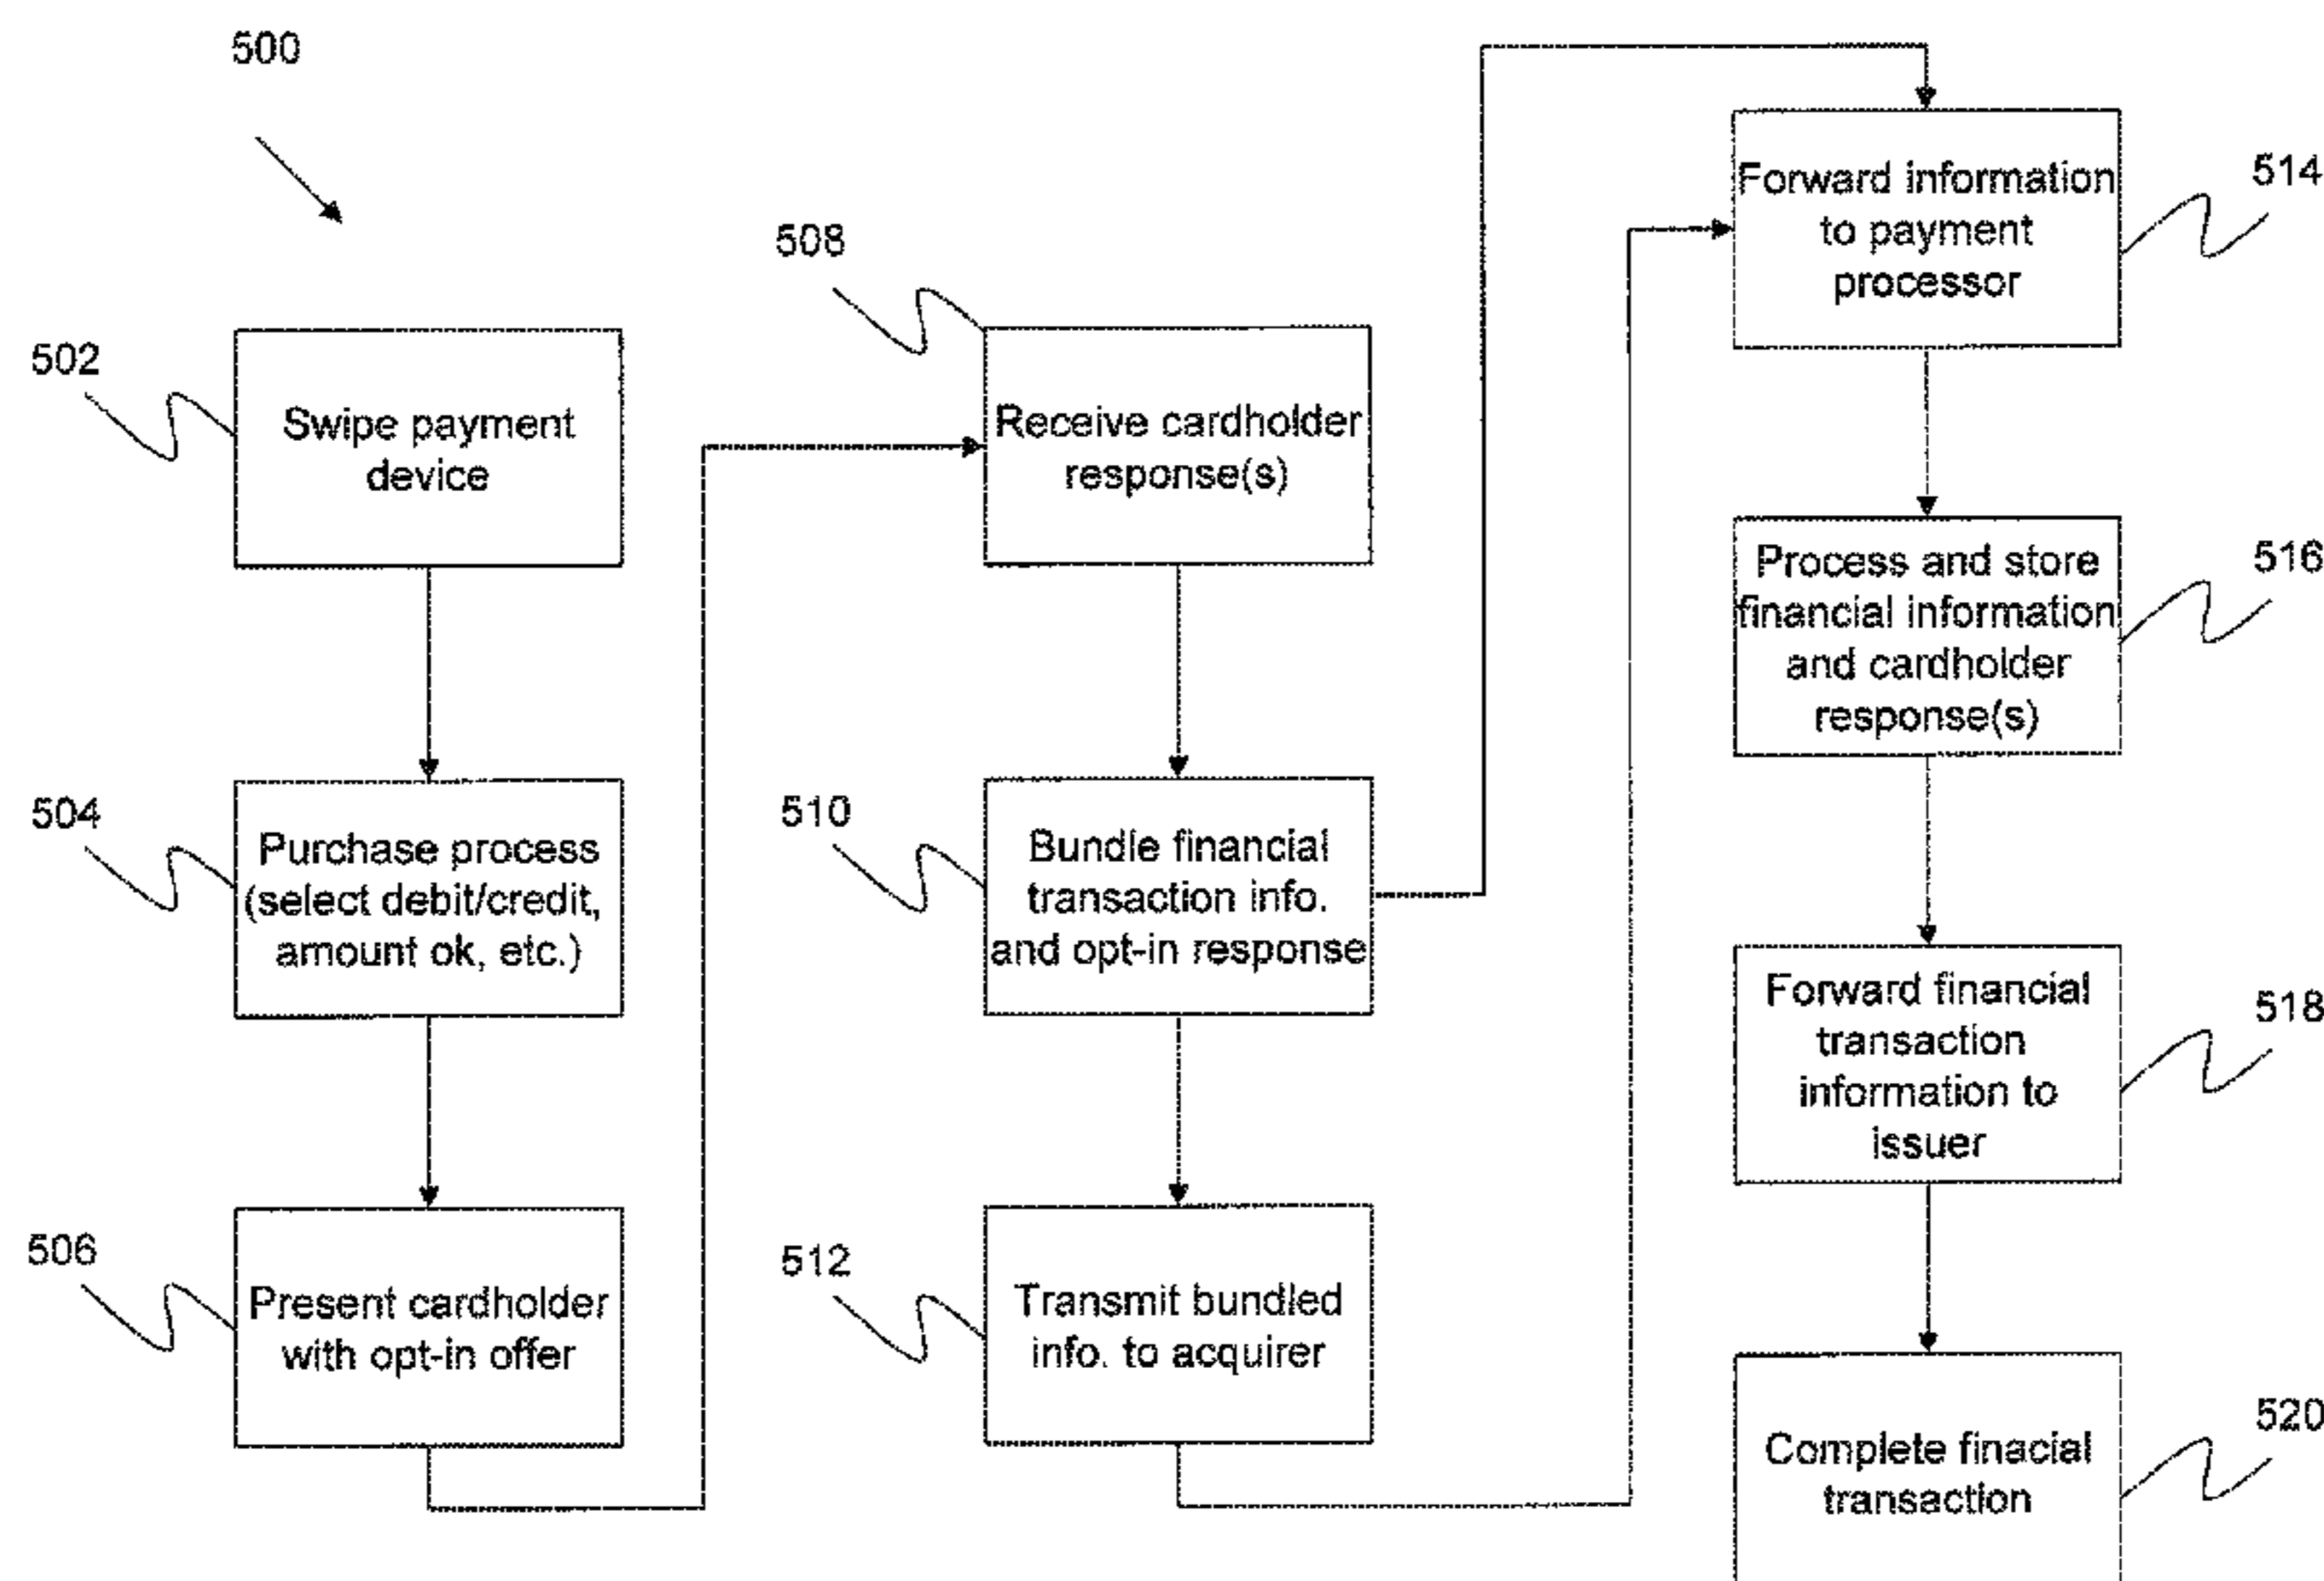 500
502
Swipe payment
device
504
Purchase process
(select debit/credit,
amount ok, etc.)
506
Present cardholder
with opt-in offer
508
Receive cardholder
response(s)
510
Bundle financial
transaction info.
and opt-in response
512
Transmit bundled
info. to acquirer
514
Forward information
to payment
processor
516
Process and store
financial information
and cardholder
response(s)
518
Forward financial
transaction
information to
issuer
520
Complete finacial
transaction